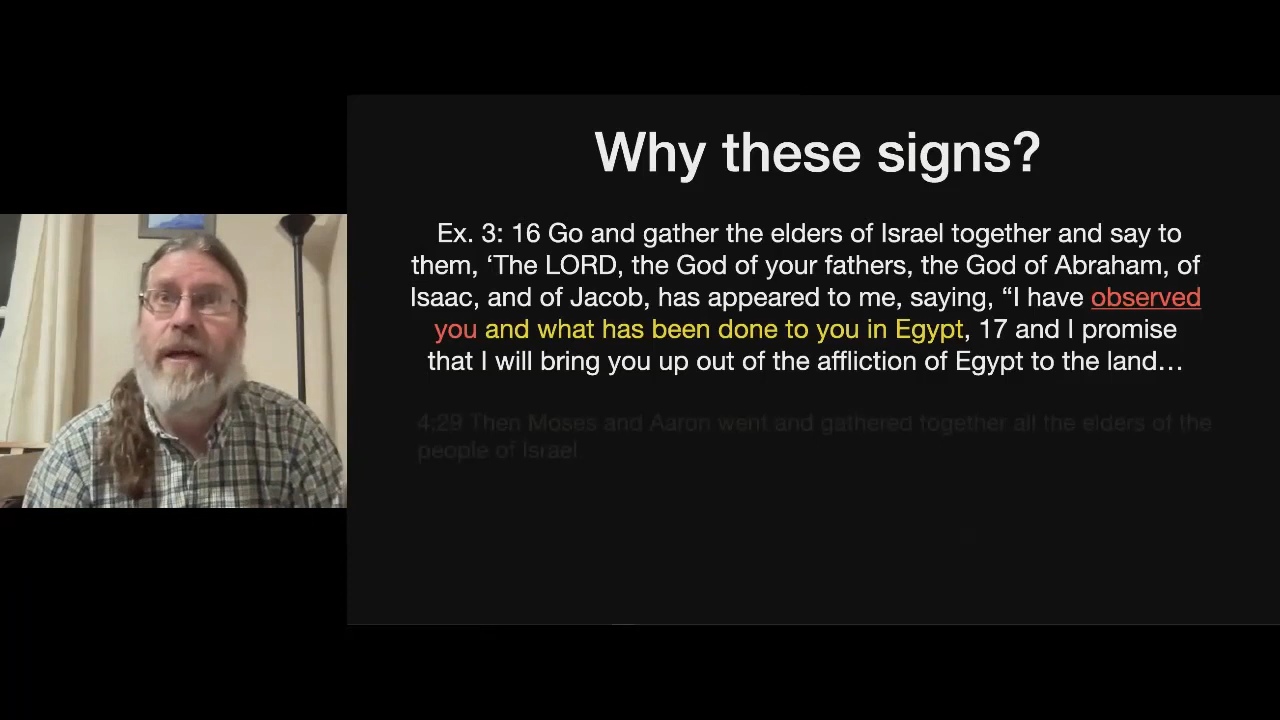 Why these signs?
Ex. 3: 16 Go and gather the elders of Israel together and say to
them, ‘The LORD, the God of your fathers, the God of Abraham, of
Isaac, and of Jacob, has appeared to me, saying, “I have observed
you and what has been done to you in Egypt, 17 and I promise
that I will bring you up out of the affliction of Egypt to the land…
4:29 Then Moses and Aaron went and gathered together all the elders of the
people of Israel